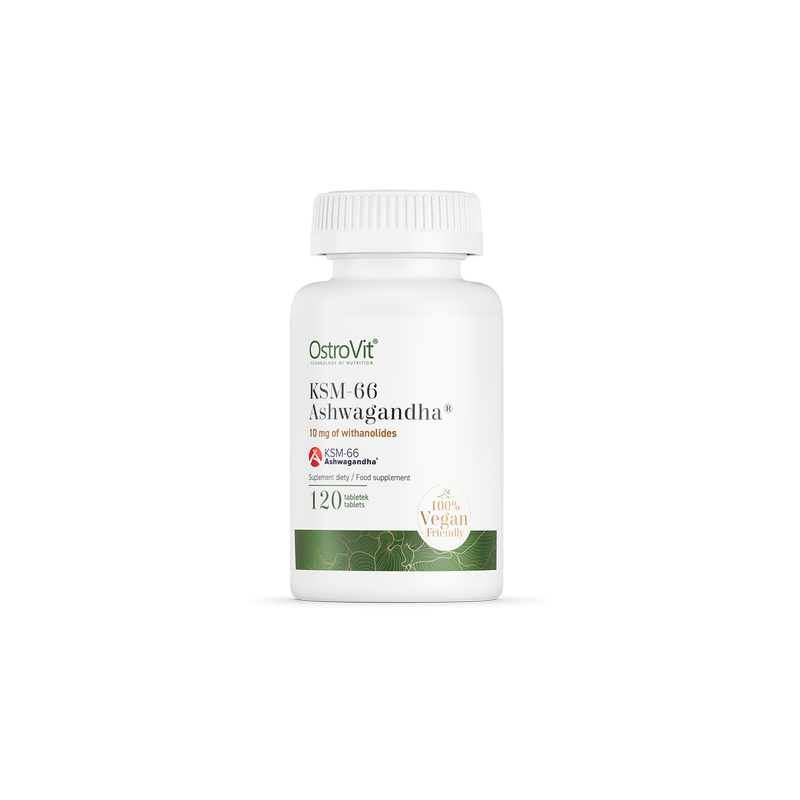 OstroVit®
TECHNOLOGY OF NUTRITION
KSM-66
Ashwagandha®
10 mg of withanolides
KSM-66
Ashwagandha®
Suplement diety / Food supplement
120 tabletek
tablets
100%
Vegan
Friendly